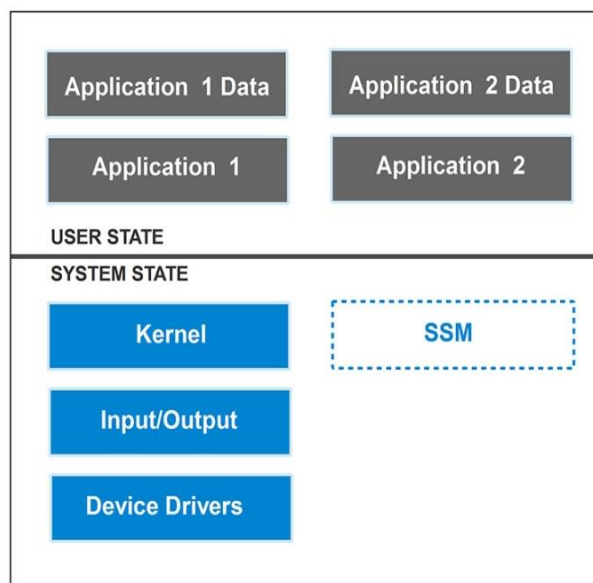 Application 1 Data
Application 2 Data
Application 1
Application 2
USER STATE
SYSTEM STATE
Kernel
SSM
Input/Output
Device Drivers